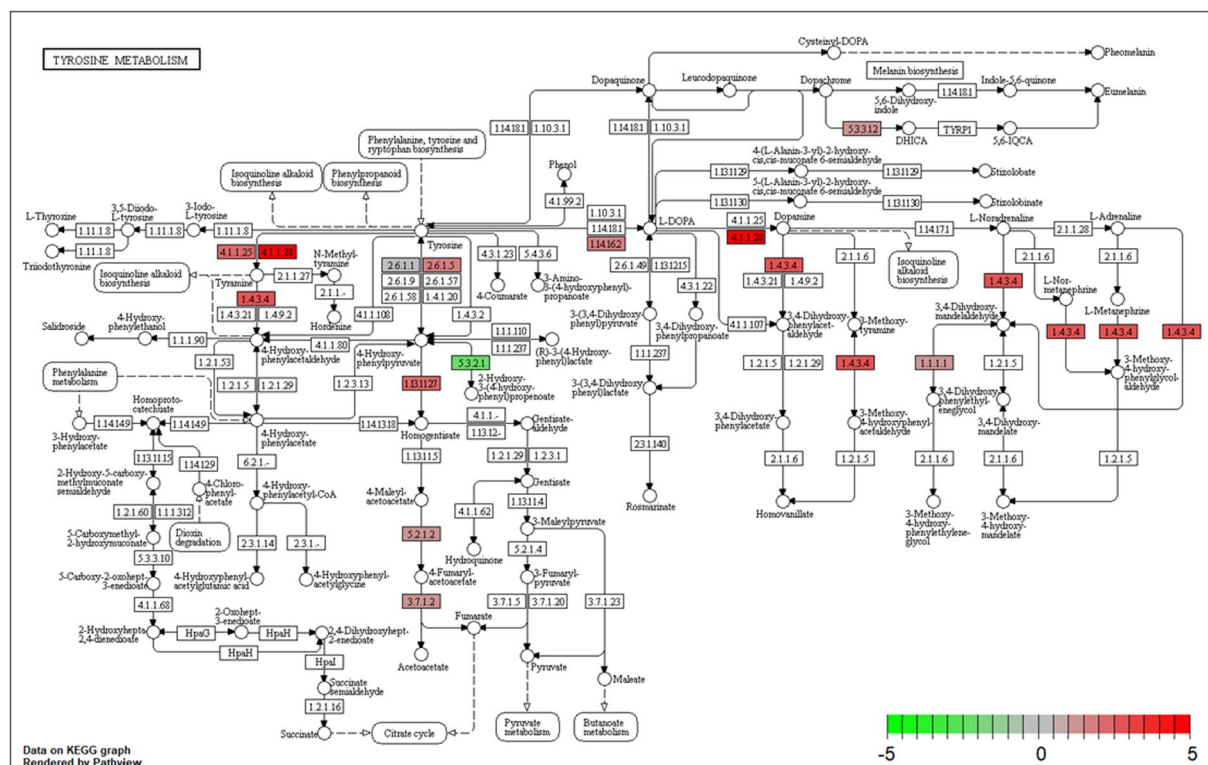 TYROSINE METABOLISM
Cysteinyl-DOPA
Pheomelanin
Dopaquinone
Leucodopaquinone
Dopachrome
Melanin biosynthesis
Indole-5,6-quinone
1.14.18.1
Eumelanin
5,6-Dihydroxy-
indole
5.3.3.12
DHICA
TYRP1
5,6-IQCA
1.14.18.1
1.10.3.1
1.14.18.1
1.10.3.1
Phenylalanine, tyrosine and
ryptophan biosynthesis
Isoquinoline alkaloid
biosynthesis
Phenylpropanoid
biosynthesis
Phenol
4.1.99.2
4-(L-Alanin-3-yl)-2-hydroxy-
cis,cis-muconate 6-semialdehyde
1.13.11.29
1.13.11.29
Stizolobate
5-(L-Alanin-3-yl)-2-hydroxy-
cis,cis-muconate 6-semialdehyde
1.13.11.30
1.13.11.30
Stizolobinate
L-Thyroxine
3,5-Diiodo-
L-tyrosine
3-Iodo-
L-tyrosine
1.11.1.8
1.11.1.8
1.11.1.8
1.11.1.8
Triiodothyronine
Tyrosine
1.10.3.1
1.14.18.1
1.14.16.2
L-DOPA
4.1.1.25
4.1.1.28
Dopamine
1.14.17.1
L-Noradrenaline
2.1.1.28
L-Adrenaline
4.1.1.25
4.1.1.28
Isoquinoline alkaloid
biosynthesis
Tyramine
2.1.1.27
N-Methyl-
tyramine
2.1.1.-
Hordenine
1.4.3.4
1.4.3.21
1.4.9.2
2.6.1.1
2.6.1.5
2.6.1.9
2.6.1.57
2.6.1.58
1.4.1.20
4.1.1.108
1.4.3.2
4.3.1.23
5.4.3.6
4-Coumarate
3-Amino-
3-(4-hydroxyphenyl)-
propanoate
2.6.1.49
1.13.12.15
4.3.1.22
3-(3,4-Dihydroxy-
phenyl)pyruvate
3,4-Dihydroxy-
phenylpropanoate
1.1.1.237
3-(3,4-Dihydroxy
phenyl)lactate
2.3.1.140
Rosmarinate
1.4.3.4
1.4.3.21
1.4.9.2
2.1.1.6
Isoquinoline
alkaloid
biosynthesis
4.1.1.107
3,4-Dihydroxy-
phenylacet-
aldehyde
3-Methoxy-
tyramine
1.2.1.5
1.2.1.29
1.4.3.4
3,4-Dihydroxy-
phenylacetate
3-Methoxy-
4-hydroxyphenyl-
acetaldehyde
2.1.1.6
1.2.1.5
Homovanillate
1.4.3.4
2.1.1.6
2.1.1.6
L-Nor-
metanephrine
L-Metanephrine
3,4-Dihydroxy-
mandelaldehyde
1.4.3.4
1.4.3.4
1.4.3.4
1.1.1.1
1.2.1.5
3-Methoxy-
4-hydroxy-
phenylglycol-
aldehyde
3,4-Dihydroxy-
phenylethyl-
eneglycol
3,4-Dihydroxy-
mandelate
2.1.1.6
2.1.1.6
1.2.1.5
3-Methoxy-
4-hydroxy-
phenylethylene-
glycol
3-Methoxy-
4-hydroxy-
mandelate
Salidroside
4-Hydroxy-
phenylethanol
1.1.1.90
4.1.1.80
4-Hydroxy-
phenylacetaldehyde
4-Hydroxy-
phenylpyruvate
1.1.1.110
1.1.1.237
(R)-3-(4-Hydroxy-
phenyl)lactate
5.3.2.1
2-Hydroxy-
3-(4-hydroxy-
phenyl)propenoate
1.2.1.53
1.2.1.5
1.2.1.29
1.2.3.13
1.13.11.27
Phenylalanine
metabolism
Homoproto-
catechuate
1.14.14.9
3-Hydroxy-
phenylacetate
1.14.14.9
4-Hydroxy-
phenylacetate
1.14.13.18
Homogentisate
4.1.1.-
1.13.12.-
Gentisate-
aldehyde
1.2.1.29
1.2.3.1
Gentisate
1.13.11.4
4.1.1.62
Hydroquinone
3-Maleylpyruvate
5.2.1.4
3-Fumaryl-
pyruvate
3.7.1.5
3.7.1.20
3.7.1.23
Pyruvate
Maleate
1.13.11.15
1.14.12.9
2-Hydroxy-5-carboxy-
methylmuconate
semialdehyde
4-Chloro-
phenyl-
acetate
1.2.1.60
1.1.1.312
Dioxin
degradation
5-Carboxymethyl-
2-hydroxymuconate
5.3.3.10
5-Carboxy-2-oxohept-
3-enedioate
4.1.1.68
2-Hydroxyhepta
2,4-dienedioate
HpaG
2-Oxohept-
3-enedioate
HpaH
HpaH
2,4-Dihydroxyhept-
2-enedioate
HpaI
Succinate
semialdehyde
1.2.1.16
Succinate
6.2.1.-
4-Hydroxy-
phenylacetyl-CoA
2.3.1.14
2.3.1.-
4-Hydroxyphenyl-
acetylglutamic acid
4-Hydroxyphenyl-
acetylglycine
1.13.11.5
4-Maleyl-
acetoacetate
5.2.1.2
4-Fumaryl-
acetoacetate
3.7.1.2
Fumarate
Acetoacetate
Citrate cycle
Pyruvate
metabolism
Butanoate
metabolism
-5
0
5
Data on KEGG graph
Rendered by Pathview